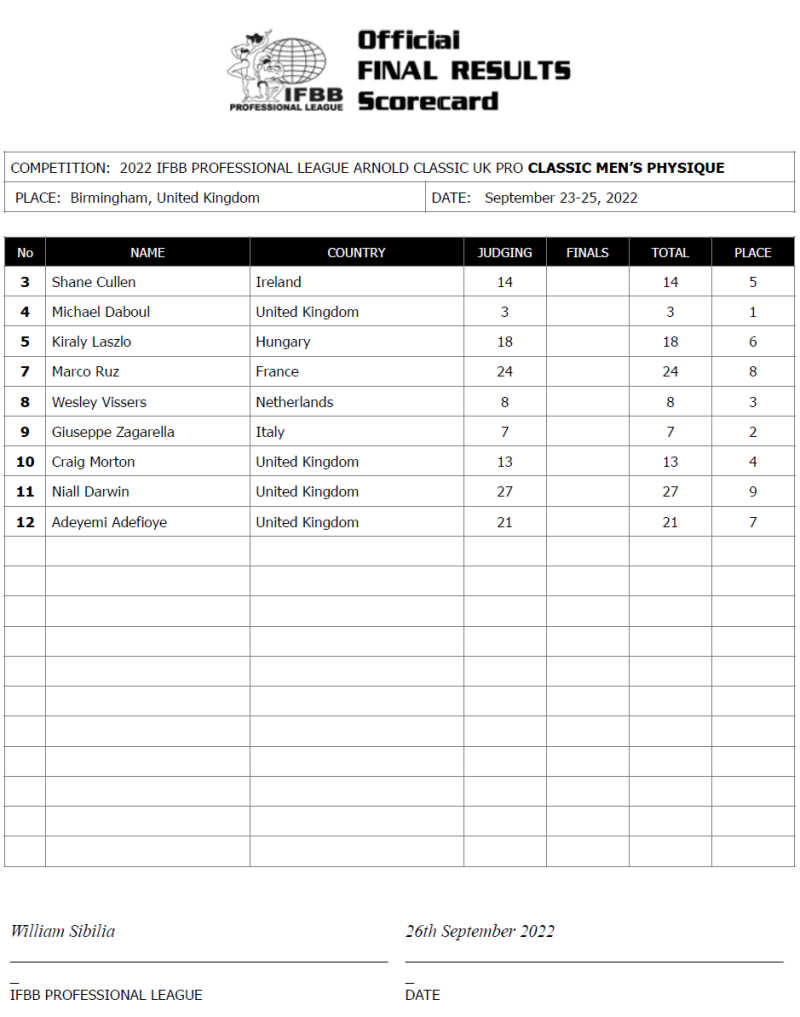 IFBB
PROFESSIONAL LEAGUE
Official
FINAL RESULTS
Scorecard
COMPETITION: 2022 IFBB PROFESSIONAL LEAGUE ARNOLD CLASSIC UK PRO CLASSIC MEN’S PHYSIQUE
PLACE: Birmingham, United Kingdom DATE: September 23-25, 2022
No NAME COUNTRY JUDGING FINALS TOTAL PLACE
3 Shane Cullen Ireland 14 14 5
4 Michael Daboul United Kingdom 3 3 1
5 Kiraly Laszlo Hungary 18 18 6
7 Marco Ruz France 24 24 8
8 Wesley Vissers Netherlands 8 8 3
9 Giuseppe Zagarella Italy 7 7 2
10 Craig Morton United Kingdom 13 13 4
11 Niall Darwin United Kingdom 27 27 9
12 Adeyemi Adefioye United Kingdom 21 21 7
William Sibilia 26th September 2022
IFBB PROFESSIONAL LEAGUE DATE